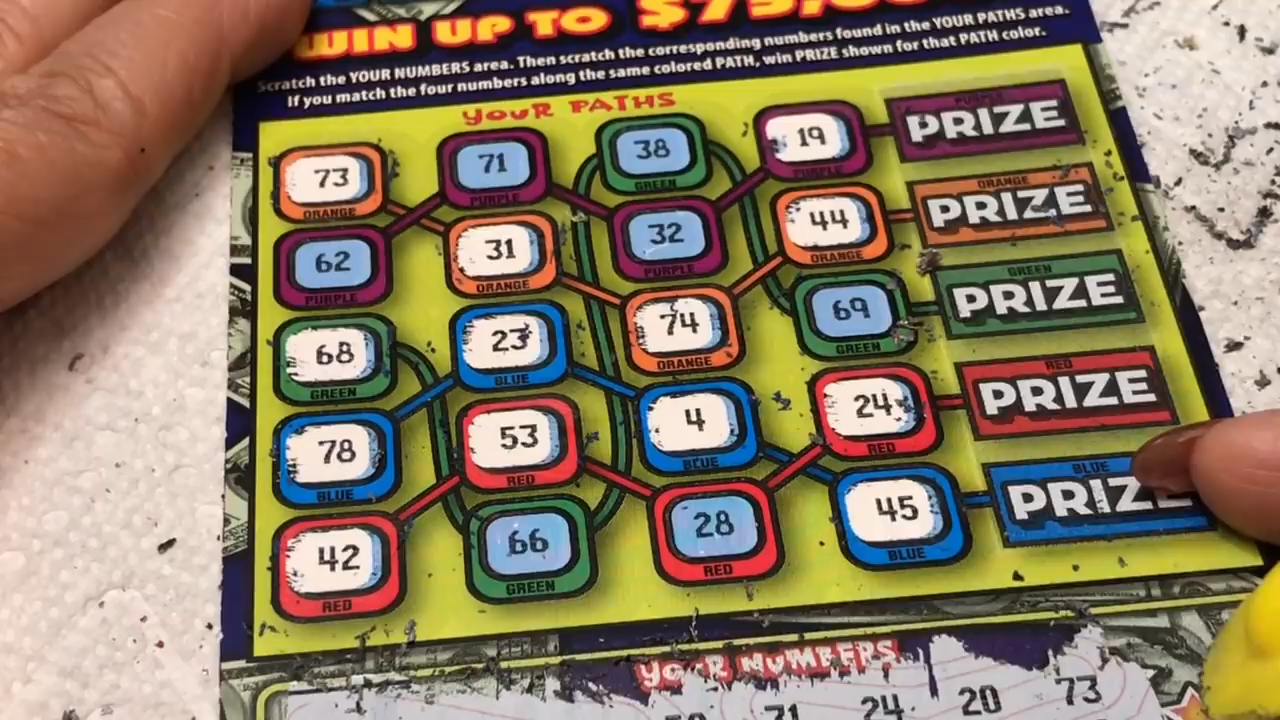 WIN UP TO $75,0
Scratch the YOUR NUMBERS area. Then scratch the corresponding numbers found in the YOUR PATHS area.
If you match the four numbers along the same colored PATH, win PRIZE shown for that PATH color.
YOUR PATHS
73 71 38 19 PRIZE
ORANGE PURPLE GREEN PURPLE PURPLE
62 31 32 44 PRIZE
PURPLE ORANGE PURPLE ORANGE ORANGE
68 23 74 69 PRIZE
GREEN BLUE ORANGE GREEN GREEN
78 53 4 24 PRIZE
BLUE RED BLUE RED RED
42 66 28 45 PRIZE
RED GREEN RED BLUE BLUE
YOUR NUMBERS
71 24 20 73